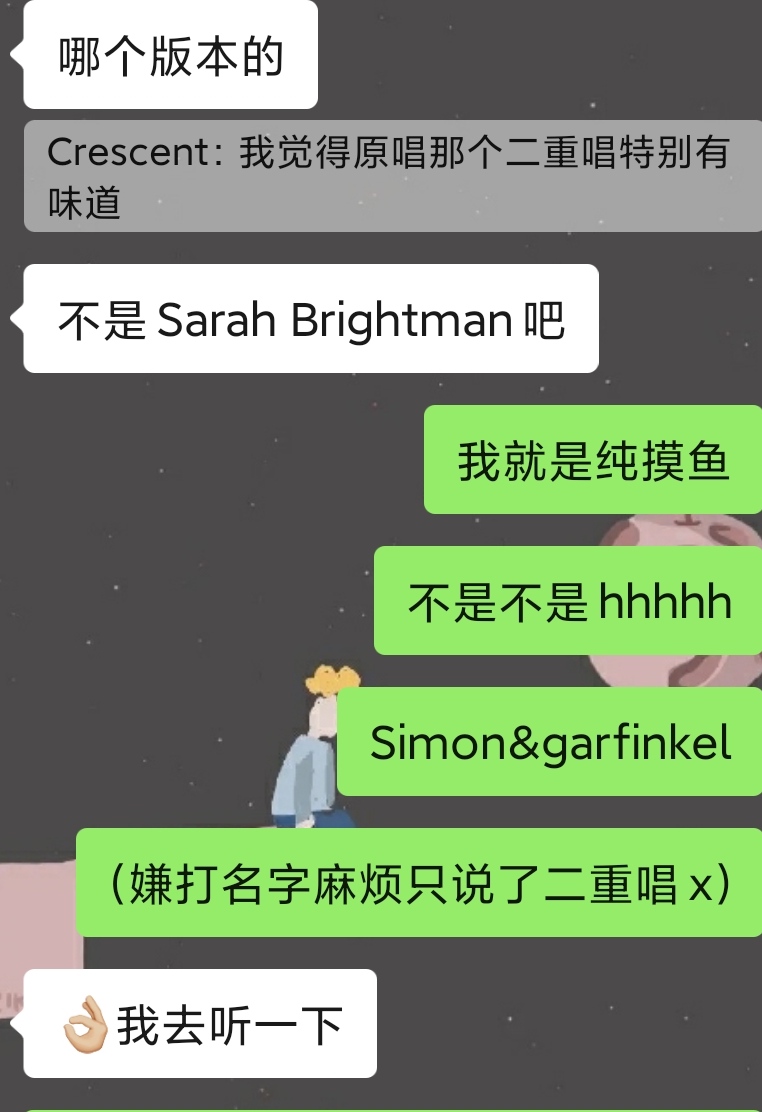 哪个版本的
Crescent: 我觉得原唱那个二重唱特别有
味道
不是 Sarah Brightman 吧
我就是纯摸鱼
不是不是 hhhhh
Simon&garfinkel
（嫌打名字麻烦只说了二重唱 x）
👌🏼我去听一下